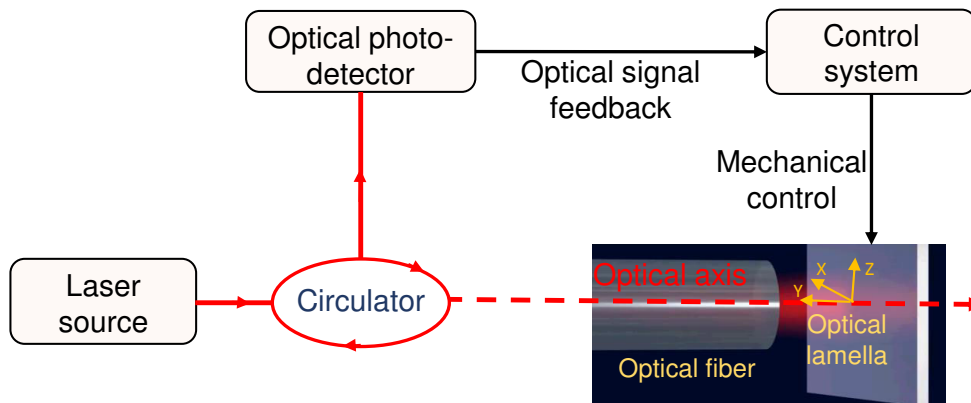 Optical photo-
detector
Optical signal
feedback
Control
system
Mechanical
control
Laser
source
Circulator
Optical axis
X
Z
Y
Optical
lamella
Optical fiber